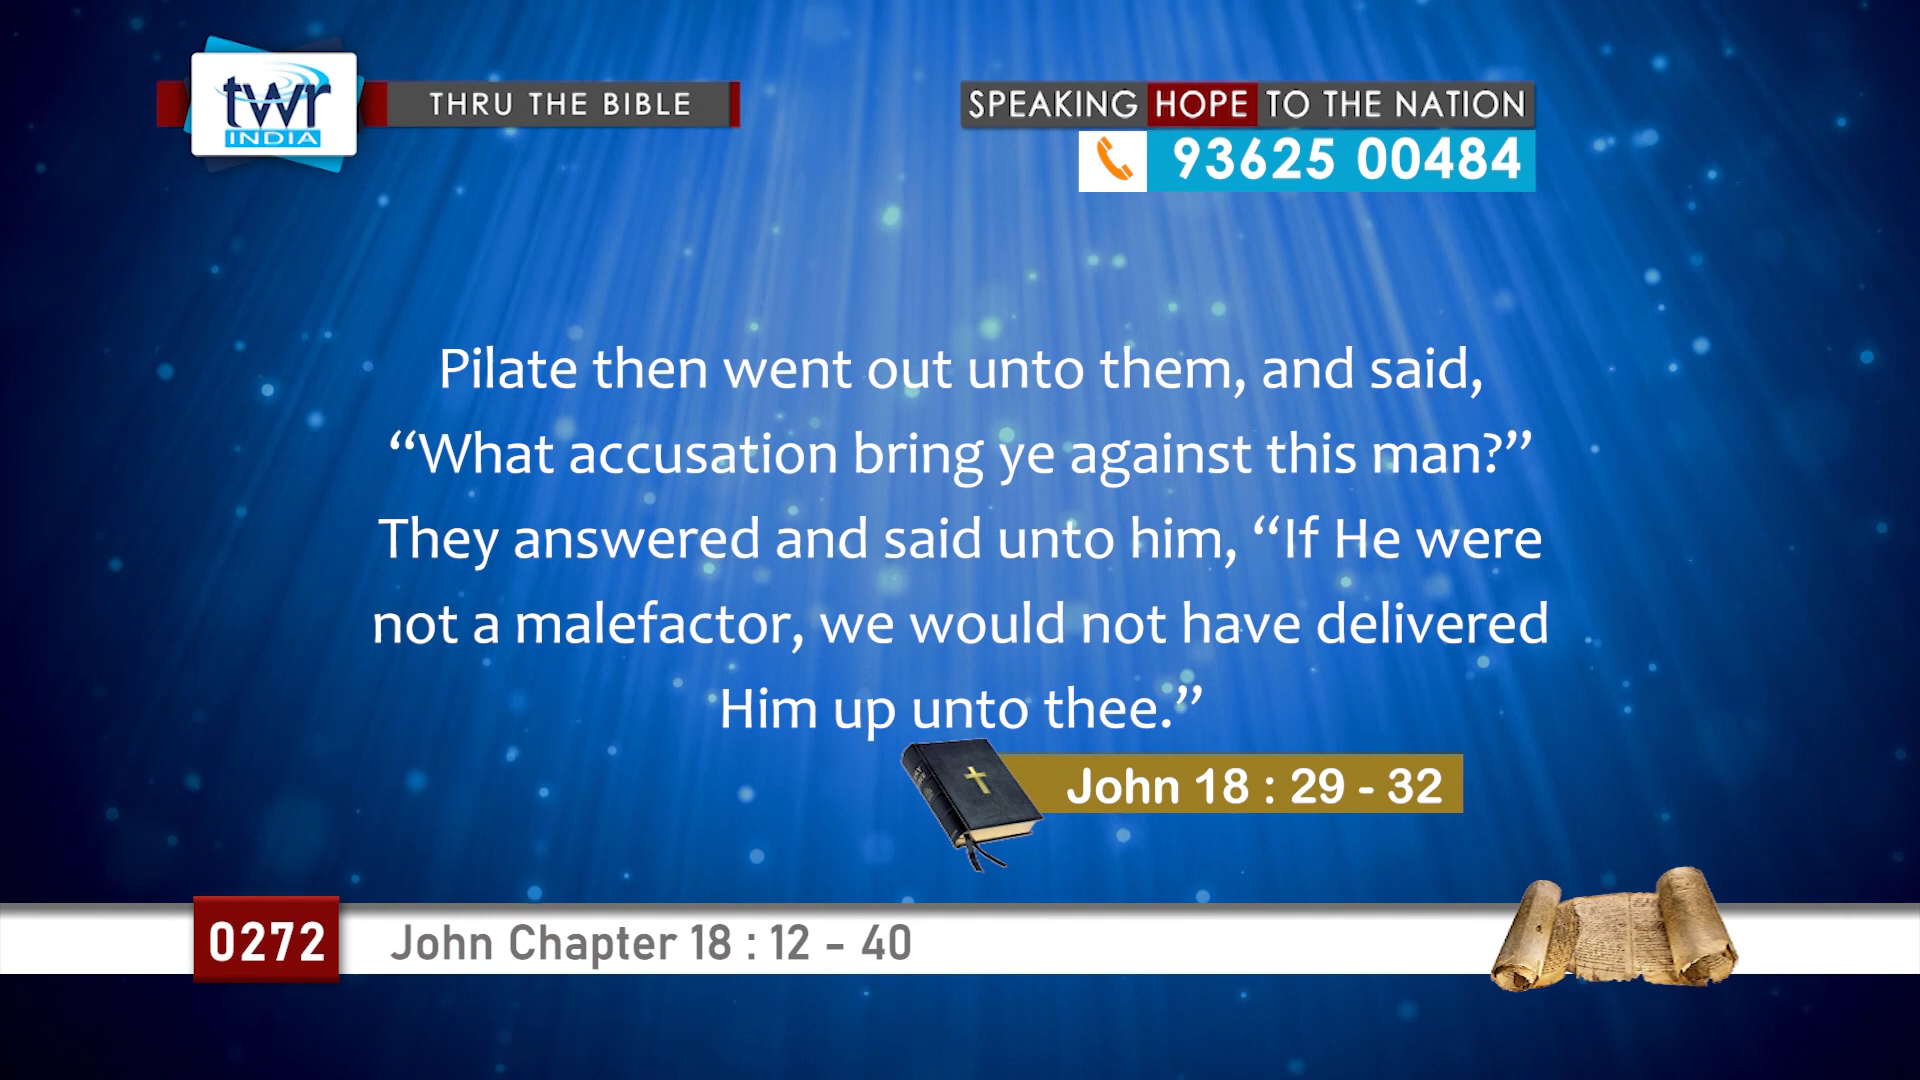 twr
INDIA
THRU THE BIBLE
SPEAKING HOPE TO THE NATION
93625 00484
Pilate then went out unto them, and said,
“What accusation bring ye against this man?”
They answered and said unto him, “If He were
not a malefactor, we would not have delivered
Him up unto thee.”
John 18 : 29 - 32
0272
John Chapter 18 : 12 - 40